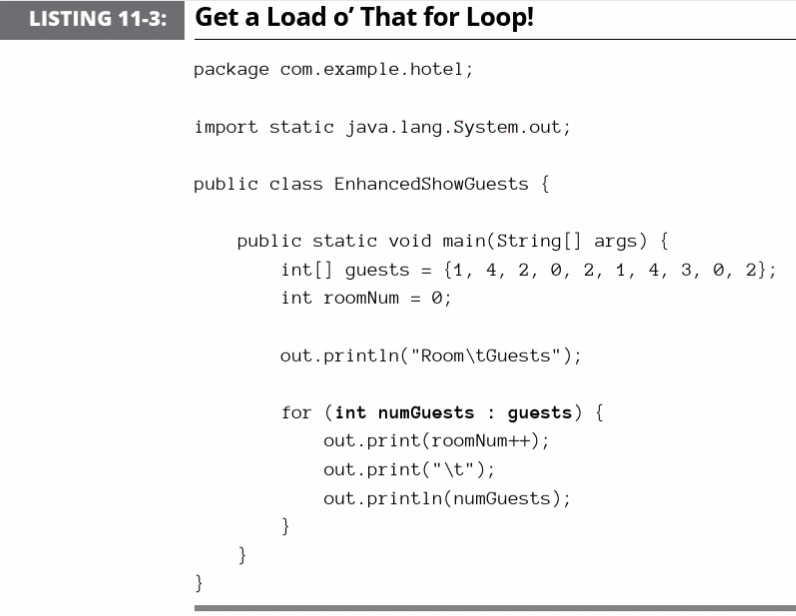 LISTING 11-3: Get a Load o’ That for Loop!
package com.example.hotel;
import static java.lang.System.out;
public class EnhancedShowGuests {
    public static void main(String[] args) {
        int[] guests = {1, 4, 2, 0, 2, 1, 4, 3, 0, 2};
        int roomNum = 0;
        out.println("Room\tGuests");
        for (int numGuests : guests) {
            out.print(roomNum++);
            out.print("\t");
            out.println(numGuests);
        }
    }
}